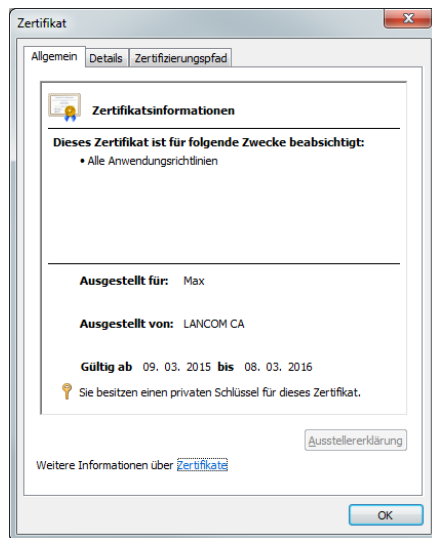 Zertifikat
Allgemein Details Zertifizierungspfad
Zertifikatsinformationen
Dieses Zertifikat ist für folgende Zwecke beabsichtigt:
• Alle Anwendungsrichtlinien
Ausgestellt für: Max
Ausgestellt von: LANCOM CA
Gültig ab 09. 03. 2015 bis 08. 03. 2016
Sie besitzen einen privaten Schlüssel für dieses Zertifikat.
Ausstellererklärung
Weitere Informationen über Zertifikate
OK